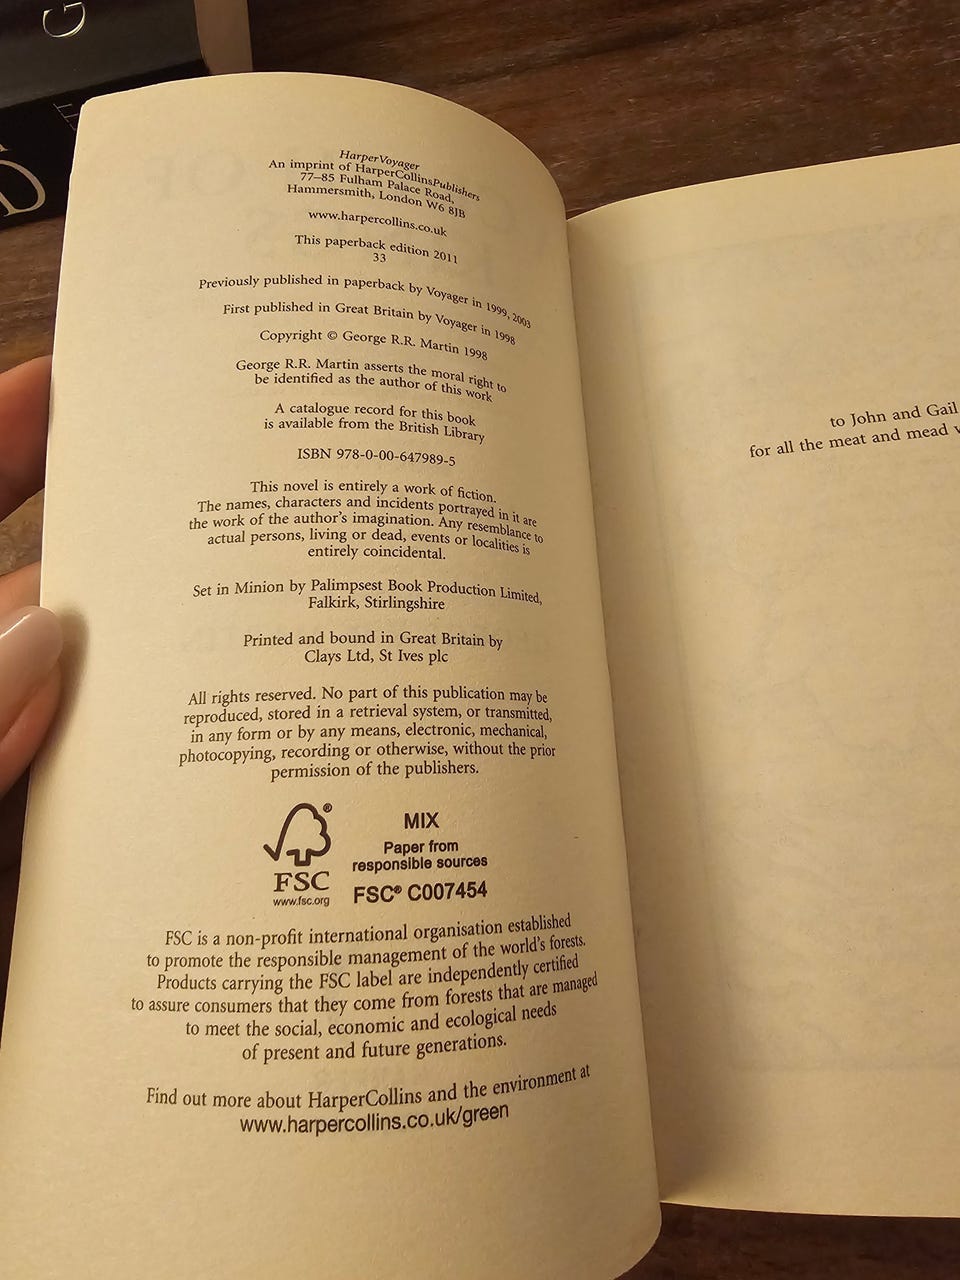 G
D
HarperVoyager
An imprint of HarperCollinsPublishers
77–85 Fulham Palace Road,
Hammersmith, London W6 8JB
www.harpercollins.co.uk
This paperback edition 2011
33
Previously published in paperback by Voyager in 1999, 2003
First published in Great Britain by Voyager in 1998
Copyright © George R.R. Martin 1998
George R.R. Martin asserts the moral right to
be identified as the author of this work
A catalogue record for this book
is available from the British Library
ISBN 978-0-00-647989-5
This novel is entirely a work of fiction.
The names, characters and incidents portrayed in it are
the work of the author's imagination. Any resemblance to
actual persons, living or dead, events or localities is
entirely coincidental.
Set in Minion by Palimpsest Book Production Limited,
Falkirk, Stirlingshire
Printed and bound in Great Britain by
Clays Ltd, St Ives plc
All rights reserved. No part of this publication may be
reproduced, stored in a retrieval system, or transmitted,
in any form or by any means, electronic, mechanical,
photocopying, recording or otherwise, without the prior
permission of the publishers.
®
FSC
www.fsc.org
MIX
Paper from
responsible sources
FSC® C007454
FSC is a non-profit international organisation established
to promote the responsible management of the world's forests.
Products carrying the FSC label are independently certified
to assure consumers that they come from forests that are managed
to meet the social, economic and ecological needs
of present and future generations.
Find out more about HarperCollins and the environment at
www.harpercollins.co.uk/green
to John and Gail
for all the meat and mead